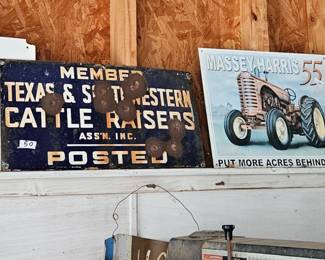 MEMBER
TEXAS & SOUTHWESTERN
CATTLE RAISERS
ASS'N. INC.
50
POSTED
MASSEY-HARRIS 55
PUT MORE ACRES BEHIND